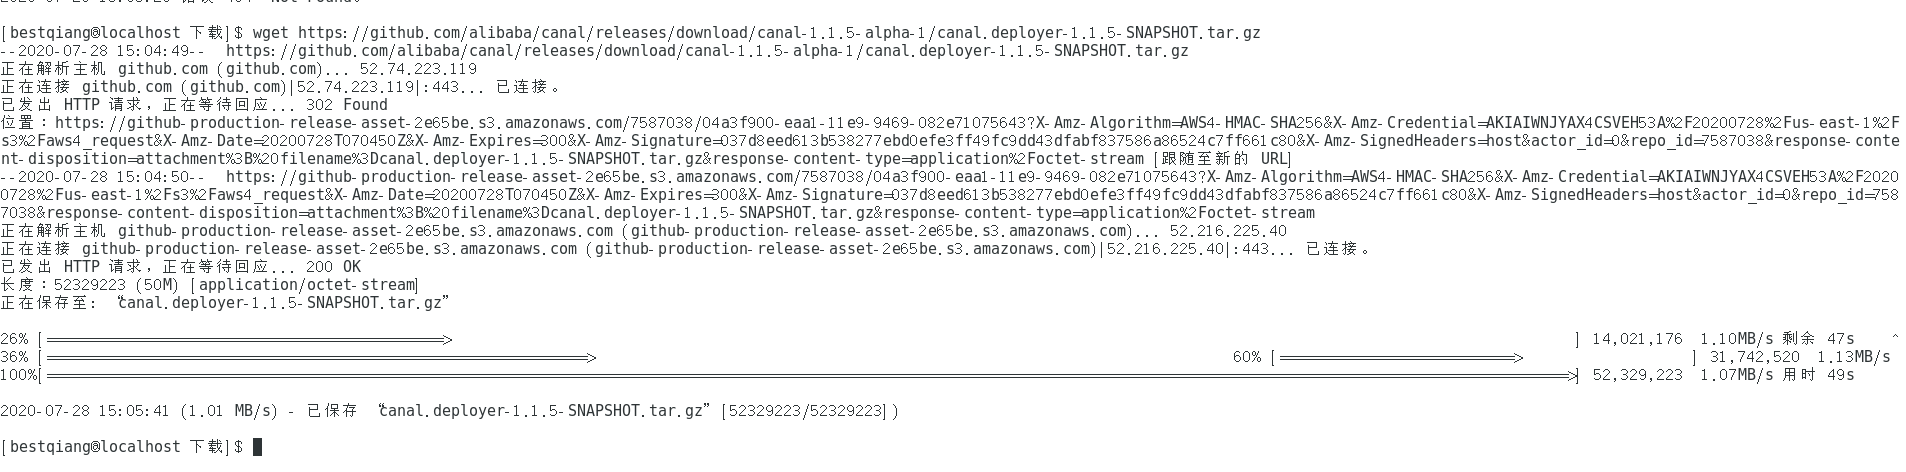 [bestqiang@localhost 下载]$ wget https://github.com/alibaba/canal/releases/download/canal-1.1.5-alpha-1/canal.deployer-1.1.5-SNAPSHOT.tar.gz
--2020-07-28 15:04:49--  https://github.com/alibaba/canal/releases/download/canal-1.1.5-alpha-1/canal.deployer-1.1.5-SNAPSHOT.tar.gz
正在解析主机 github.com (github.com)... 52.74.223.119
正在连接 github.com (github.com)|52.74.223.119|:443... 已连接。
已发出 HTTP 请求，正在等待回应... 302 Found
位置：https://github-production-release-asset-2e65be.s3.amazonaws.com/7587038/04a3f900-eaa1-11e9-9469-082e71075643?X-Amz-Algorithm=AWS4-HMAC-SHA256&X-Amz-Credential=AKIAIWNJYAX4CSVEH53A%2F20200728%2Fus-east-1%2F
s3%2Faws4_request&X-Amz-Date=20200728T070450Z&X-Amz-Expires=300&X-Amz-Signature=037d8eed613b538277ebd0efe3ff49fc9dd43dfabf837586a86524c7ff661c80&X-Amz-SignedHeaders=host&actor_id=0&repo_id=7587038&response-conte
nt-disposition=attachment%3B%20filename%3Dcanal.deployer-1.1.5-SNAPSHOT.tar.gz&response-content-type=application%2Foctet-stream [跟随至新的 URL]
--2020-07-28 15:04:50--  https://github-production-release-asset-2e65be.s3.amazonaws.com/7587038/04a3f900-eaa1-11e9-9469-082e71075643?X-Amz-Algorithm=AWS4-HMAC-SHA256&X-Amz-Credential=AKIAIWNJYAX4CSVEH53A%2F2020
0728%2Fus-east-1%2Fs3%2Faws4_request&X-Amz-Date=20200728T070450Z&X-Amz-Expires=300&X-Amz-Signature=037d8eed613b538277ebd0efe3ff49fc9dd43dfabf837586a86524c7ff661c80&X-Amz-SignedHeaders=host&actor_id=0&repo_id=758
7038&response-content-disposition=attachment%3B%20filename%3Dcanal.deployer-1.1.5-SNAPSHOT.tar.gz&response-content-type=application%2Foctet-stream
正在解析主机 github-production-release-asset-2e65be.s3.amazonaws.com (github-production-release-asset-2e65be.s3.amazonaws.com)... 52.216.225.40
正在连接 github-production-release-asset-2e65be.s3.amazonaws.com (github-production-release-asset-2e65be.s3.amazonaws.com)|52.216.225.40|:443... 已连接。
已发出 HTTP 请求，正在等待回应... 200 OK
长度：52329223 (50M) [application/octet-stream]
正在保存至: “canal.deployer-1.1.5-SNAPSHOT.tar.gz”
26% [=====> ] 14,021,176  1.10MB/s 剩余 47s    ^
36% [=======> 60% [===> ] 31,742,520  1.13MB/s
100%[====================>] 52,329,223  1.07MB/s 用时 49s
2020-07-28 15:05:41 (1.01 MB/s) - 已保存 “canal.deployer-1.1.5-SNAPSHOT.tar.gz” [52329223/52329223])
[bestqiang@localhost 下载]$